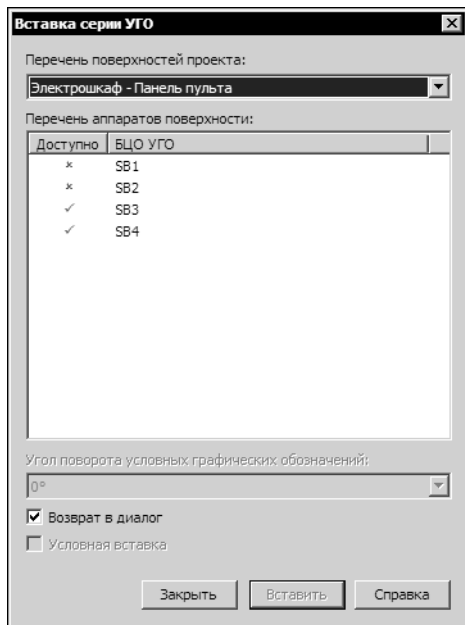 Вставка серии УГО
Перечень поверхностей проекта:
Электрошкаф - Панель пульта
Перечень аппаратов поверхности:
Доступно БЦО УГО
SB1
SB2
SB3
SB4
Угол поворота условных графических обозначений:
0°
Возврат в диалог
Условная вставка
Закрыть Вставить Справка